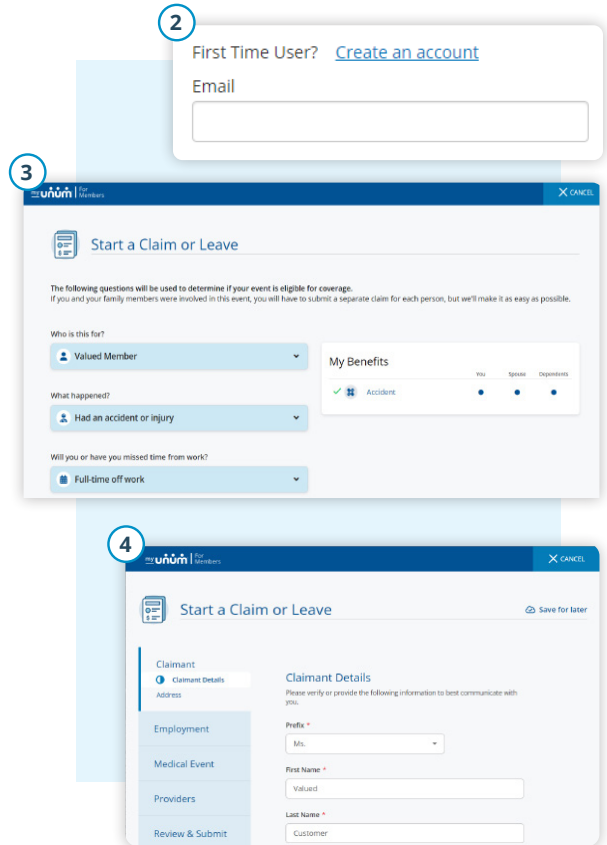 2
First Time User? Create an account
Email
3
my unum | For Members
CANCEL
Start a Claim or Leave
The following questions will be used to determine if your event is eligible for coverage.
If you and your family members were involved in this event, you will have to submit a separate claim for each person, but we'll make it as easy as possible.
Who is this for?
Valued Member
What happened?
Had an accident or injury
Will you or have you missed time from work?
Full-time off work
My Benefits
You Spouse Dependents
Accident
4
my unum | For Members
CANCEL
Start a Claim or Leave
Save for later
Claimant
Claimant Details
Address
Employment
Medical Event
Providers
Review & Submit
Claimant Details
Please verify or provide the following information to best communicate with
you.
Prefix *
Ms.
First Name *
Valued
Last Name *
Customer